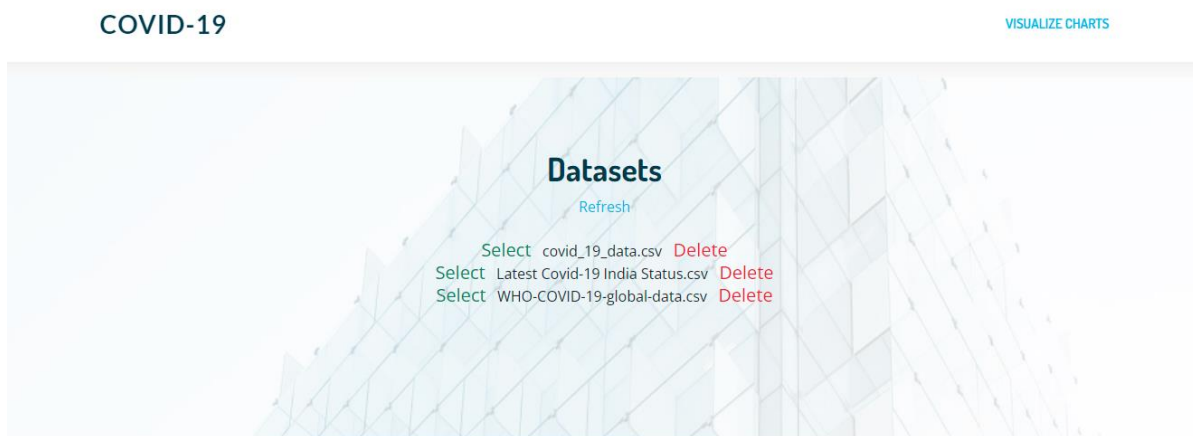 COVID-19 VISUALIZE CHARTS
Datasets
Refresh
Select covid_19_data.csv Delete
Select Latest Covid-19 India Status.csv Delete
Select WHO-COVID-19-global-data.csv Delete